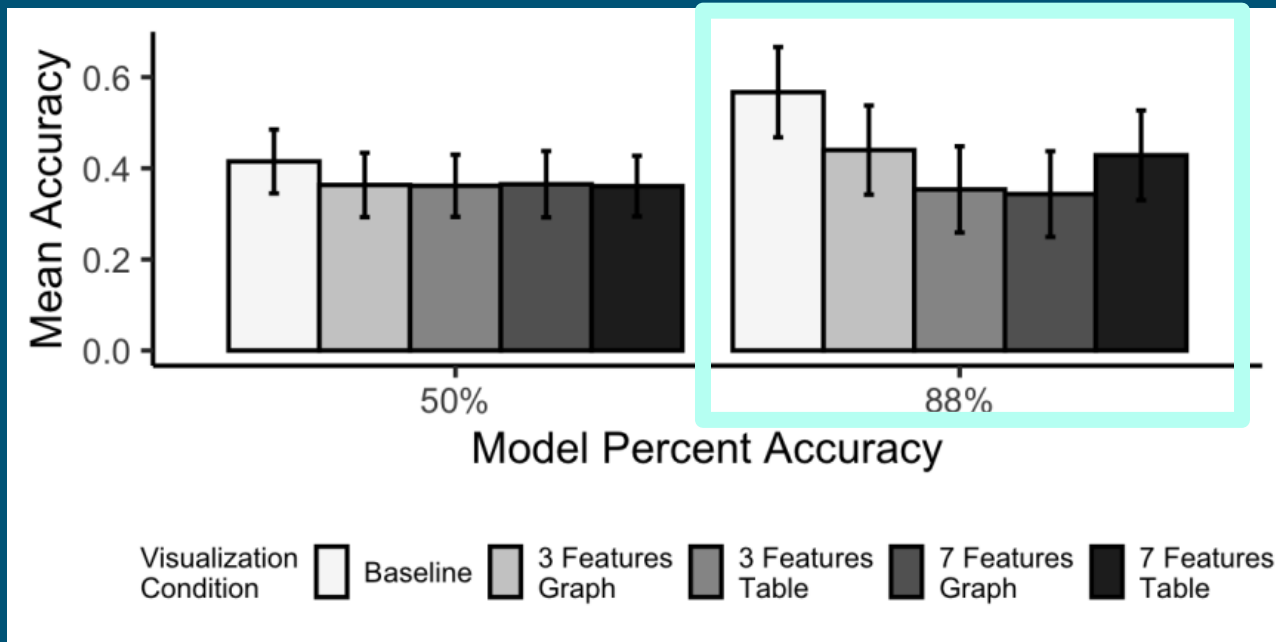 Mean Accuracy
0.6
0.4
0.2
0.0
50%
88%
Model Percent Accuracy
Visualization
Condition
Baseline
3 Features
Graph
3 Features
Table
7 Features
Graph
7 Features
Table